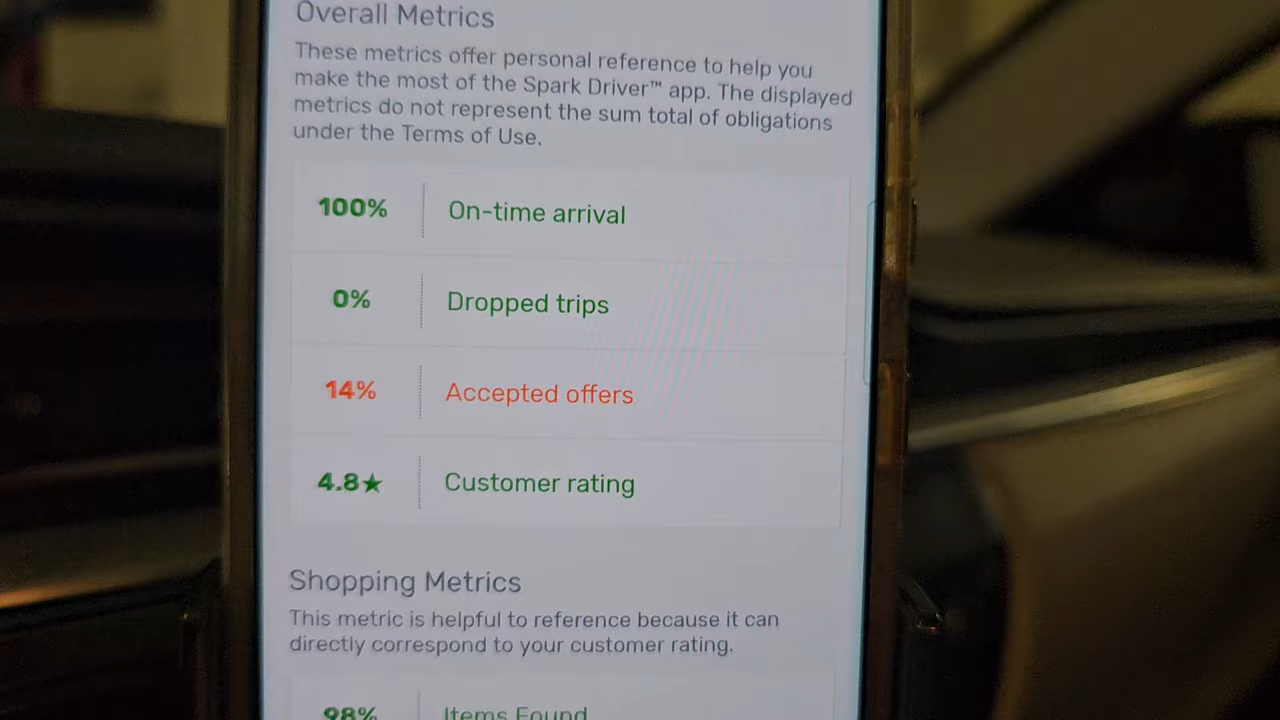 Overall Metrics
These metrics offer personal reference to help you
make the most of the Spark Driver™ app. The displayed
metrics do not represent the sum total of obligations
under the Terms of Use.
100% On-time arrival
0% Dropped trips
14% Accepted offers
4.8★ Customer rating
Shopping Metrics
This metric is helpful to reference because it can
directly correspond to your customer rating.
98% Items Found